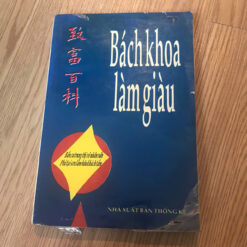 致富百科
Bách khoa
làm giàu
NHÀ XUẤT BẢN THỐNG KÊ